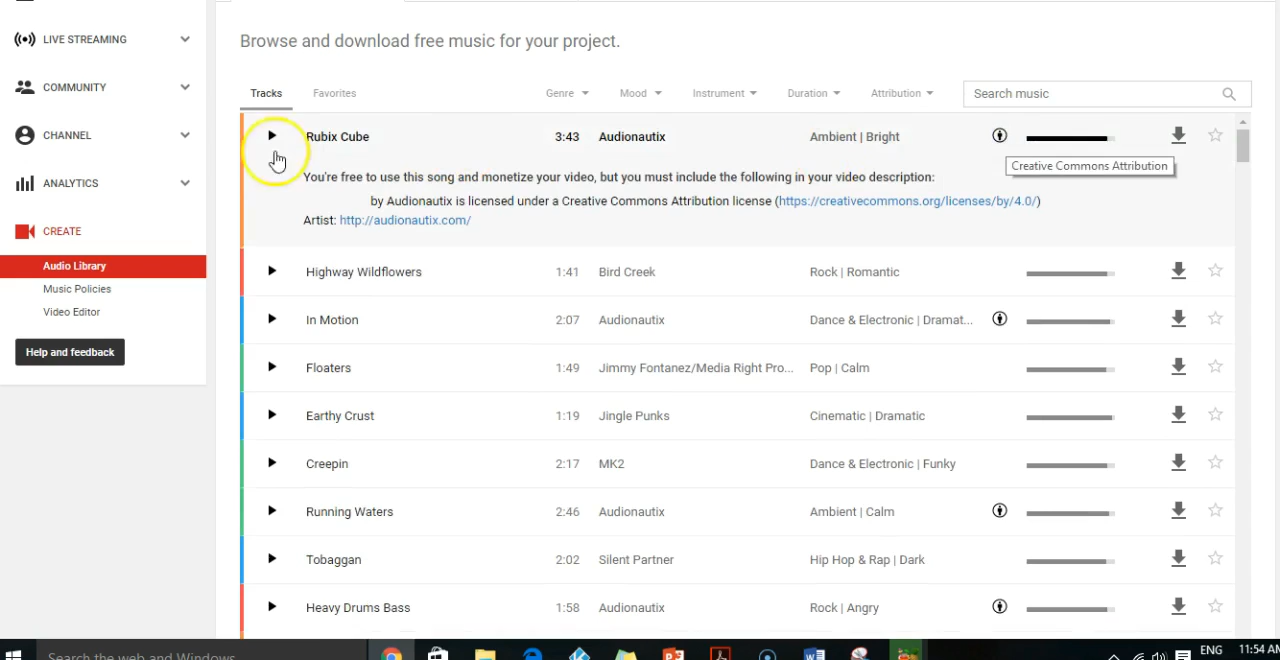 LIVE STREAMING
COMMUNITY
CHANNEL
ANALYTICS
CREATE
Audio Library
Music Policies
Video Editor
Help and feedback
Browse and download free music for your project.
Tracks Favorites Genre Mood Instrument Duration Attribution Search music
Rubix Cube 3:43 Audionautix Ambient | Bright
Creative Commons Attribution
You're free to use this song and monetize your video, but you must include the following in your video description:
by Audionautix is licensed under a Creative Commons Attribution license (https://creativecommons.org/licenses/by/4.0/)
Artist: http://audionautix.com/
Highway Wildflowers 1:41 Bird Creek Rock | Romantic
In Motion 2:07 Audionautix Dance & Electronic | Dramat...
Floaters 1:49 Jimmy Fontanez/Media Right Pro... Pop | Calm
Earthy Crust 1:19 Jingle Punks Cinematic | Dramatic
Creepin 2:17 MK2 Dance & Electronic | Funky
Running Waters 2:46 Audionautix Ambient | Calm
Tobaggan 2:02 Silent Partner Hip Hop & Rap | Dark
Heavy Drums Bass 1:58 Audionautix Rock | Angry
Search the web and Windows ENG 11:54 AM